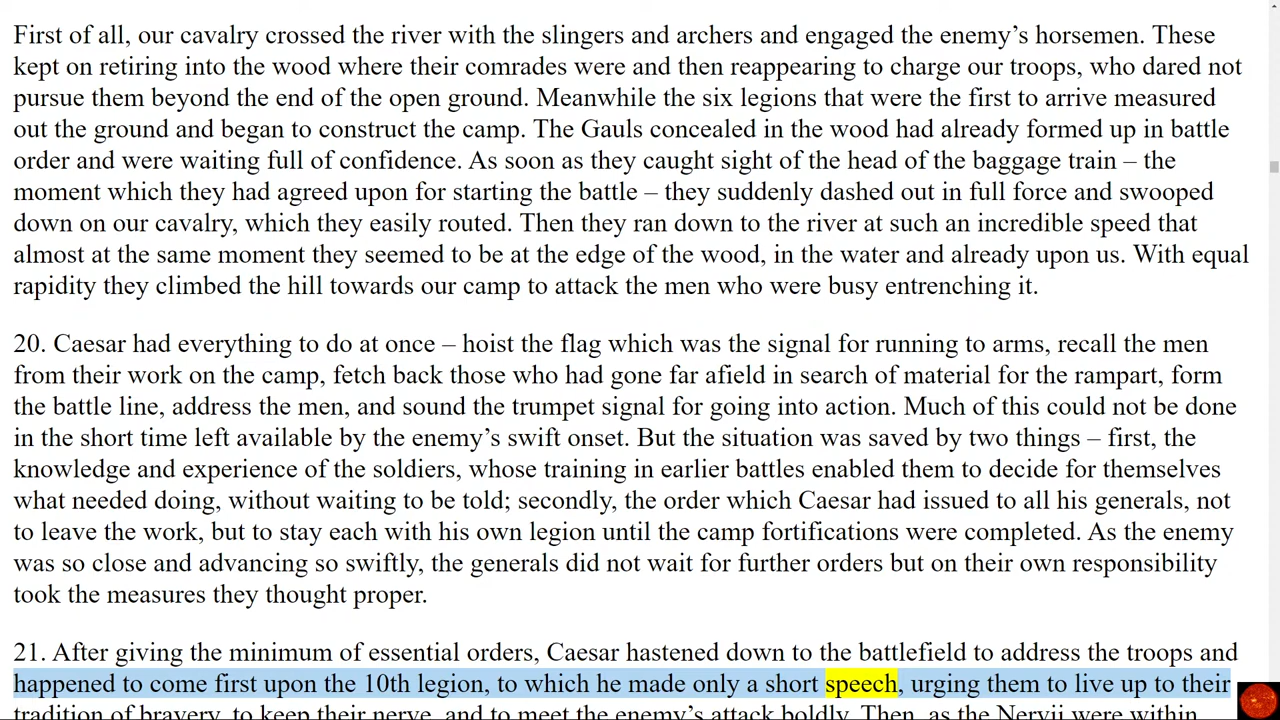 First of all, our cavalry crossed the river with the slingers and archers and engaged the enemy’s horsemen. These
kept on retiring into the wood where their comrades were and then reappearing to charge our troops, who dared not
pursue them beyond the end of the open ground. Meanwhile the six legions that were the first to arrive measured
out the ground and began to construct the camp. The Gauls concealed in the wood had already formed up in battle
order and were waiting full of confidence. As soon as they caught sight of the head of the baggage train – the
moment which they had agreed upon for starting the battle – they suddenly dashed out in full force and swooped
down on our cavalry, which they easily routed. Then they ran down to the river at such an incredible speed that
almost at the same moment they seemed to be at the edge of the wood, in the water and already upon us. With equal
rapidity they climbed the hill towards our camp to attack the men who were busy entrenching it.
20. Caesar had everything to do at once – hoist the flag which was the signal for running to arms, recall the men
from their work on the camp, fetch back those who had gone far afield in search of material for the rampart, form
the battle line, address the men, and sound the trumpet signal for going into action. Much of this could not be done
in the short time left available by the enemy’s swift onset. But the situation was saved by two things – first, the
knowledge and experience of the soldiers, whose training in earlier battles enabled them to decide for themselves
what needed doing, without waiting to be told; secondly, the order which Caesar had issued to all his generals, not
to leave the work, but to stay each with his own legion until the camp fortifications were completed. As the enemy
was so close and advancing so swiftly, the generals did not wait for further orders but on their own responsibility
took the measures they thought proper.
21. After giving the minimum of essential orders, Caesar hastened down to the battlefield to address the troops and
happened to come first upon the 10th legion, to which he made only a short speech, urging them to live up to their
tradition of bravery, to keep their nerve, and to meet the enemy’s attack boldly. Then, as the Nervii were within